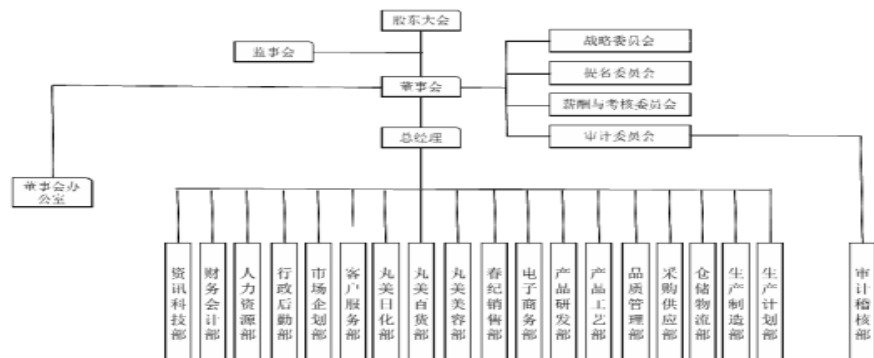 股东大会
监事会
战略委员会
提名委员会
董事会
薪酬与考核委员会
总经理
审计委员会
董事会办
公室
资讯科技部
财务会计部
人力资源部
行政后勤部
市场企划部
客户服务部
丸美日化部
丸美百货部
丸美美容部
春纪销售部
电子商务部
产品研发部
产品工艺部
品质管理部
采购供应部
仓储物流部
生产制造部
生产计划部
审计稽核部